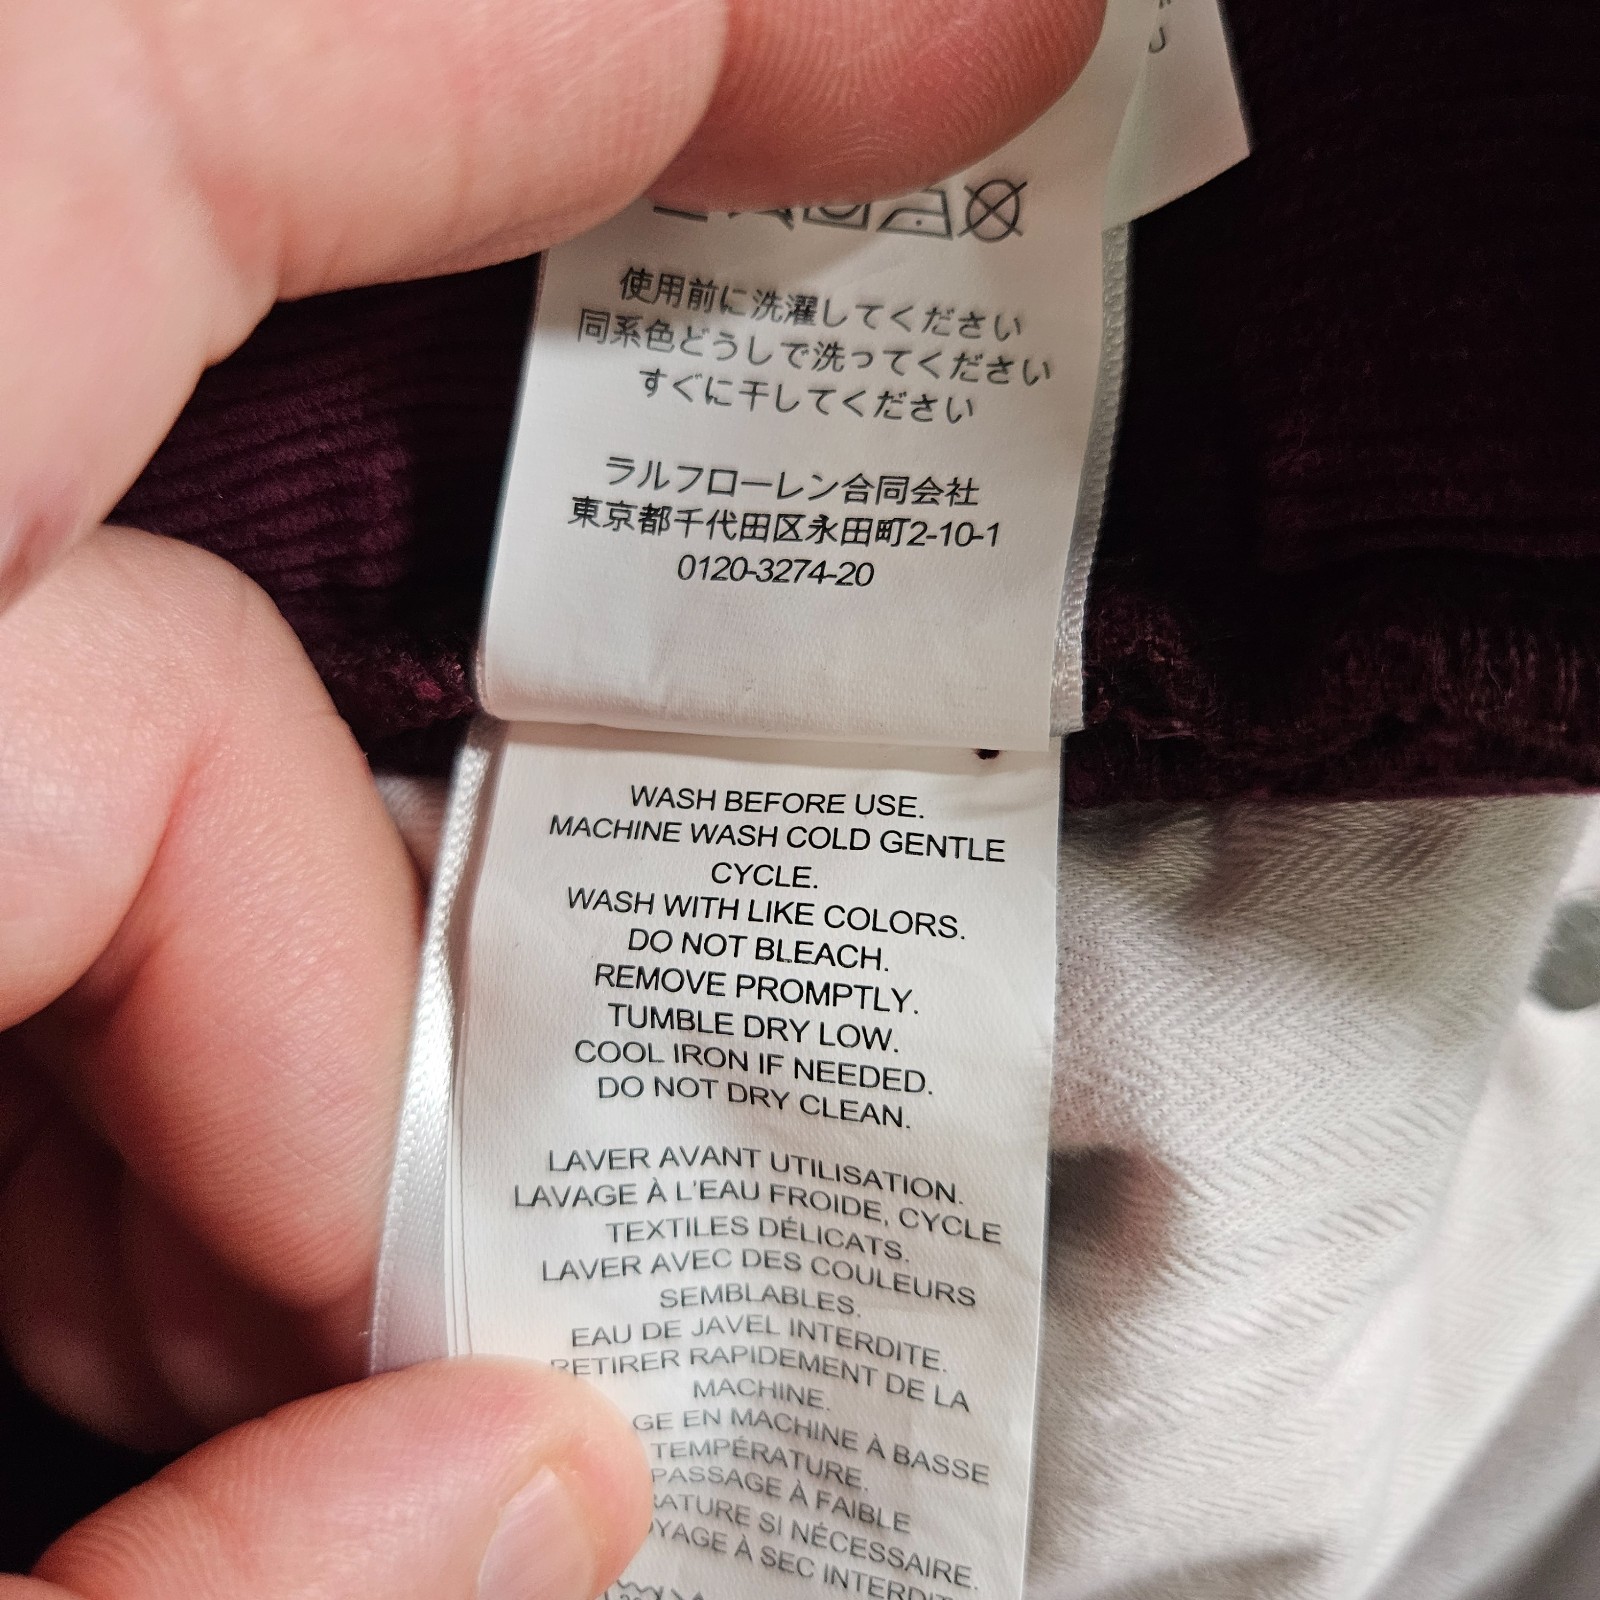 使用前に洗濯してください
同系色どうしで洗ってください
すぐに干してください
ラルフローレン合同会社
東京都千代田区永田町2-10-1
0120-3274-20
WASH BEFORE USE.
MACHINE WASH COLD GENTLE
CYCLE.
WASH WITH LIKE COLORS.
DO NOT BLEACH.
REMOVE PROMPTLY.
TUMBLE DRY LOW.
COOL IRON IF NEEDED.
DO NOT DRY CLEAN.
LAVER AVANT UTILISATION.
LAVAGE À L'EAU FROIDE, CYCLE
TEXTILES DÉLICATS.
LAVER AVEC DES COULEURS
SEMBLABLES.
EAU DE JAVEL INTERDITE.
RETIRER RAPIDEMENT DE LA
MACHINE.
EN MACHINE À BASSE
TEMPÉRATURE.
PASSAGE À FAIBLE
SI NÉCESSAIRE.
À SEC